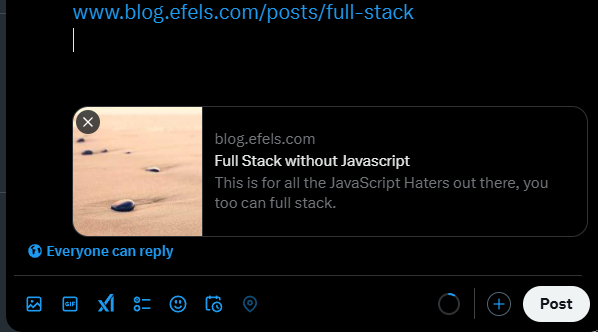 www.blog.efels.com/posts/full-stack
blog.efels.com
Full Stack without Javascript
This is for all the JavaScript Haters out there, you
too can full stack.
Everyone can reply
GIF
Post